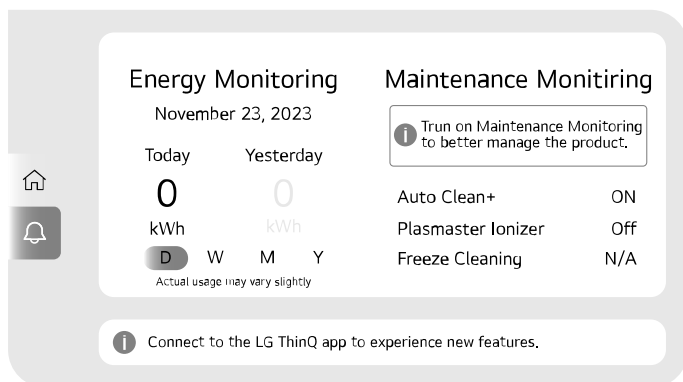 Energy Monitoring
November 23, 2023
Today Yesterday
0 0
kWh kWh
D W M Y
Actual usage may vary slightly
Maintenance Monitiring
Trun on Maintenance Monitoring
to better manage the product.
Auto Clean+ ON
Plasmaster Ionizer Off
Freeze Cleaning N/A
Connect to the LG ThinQ app to experience new features.